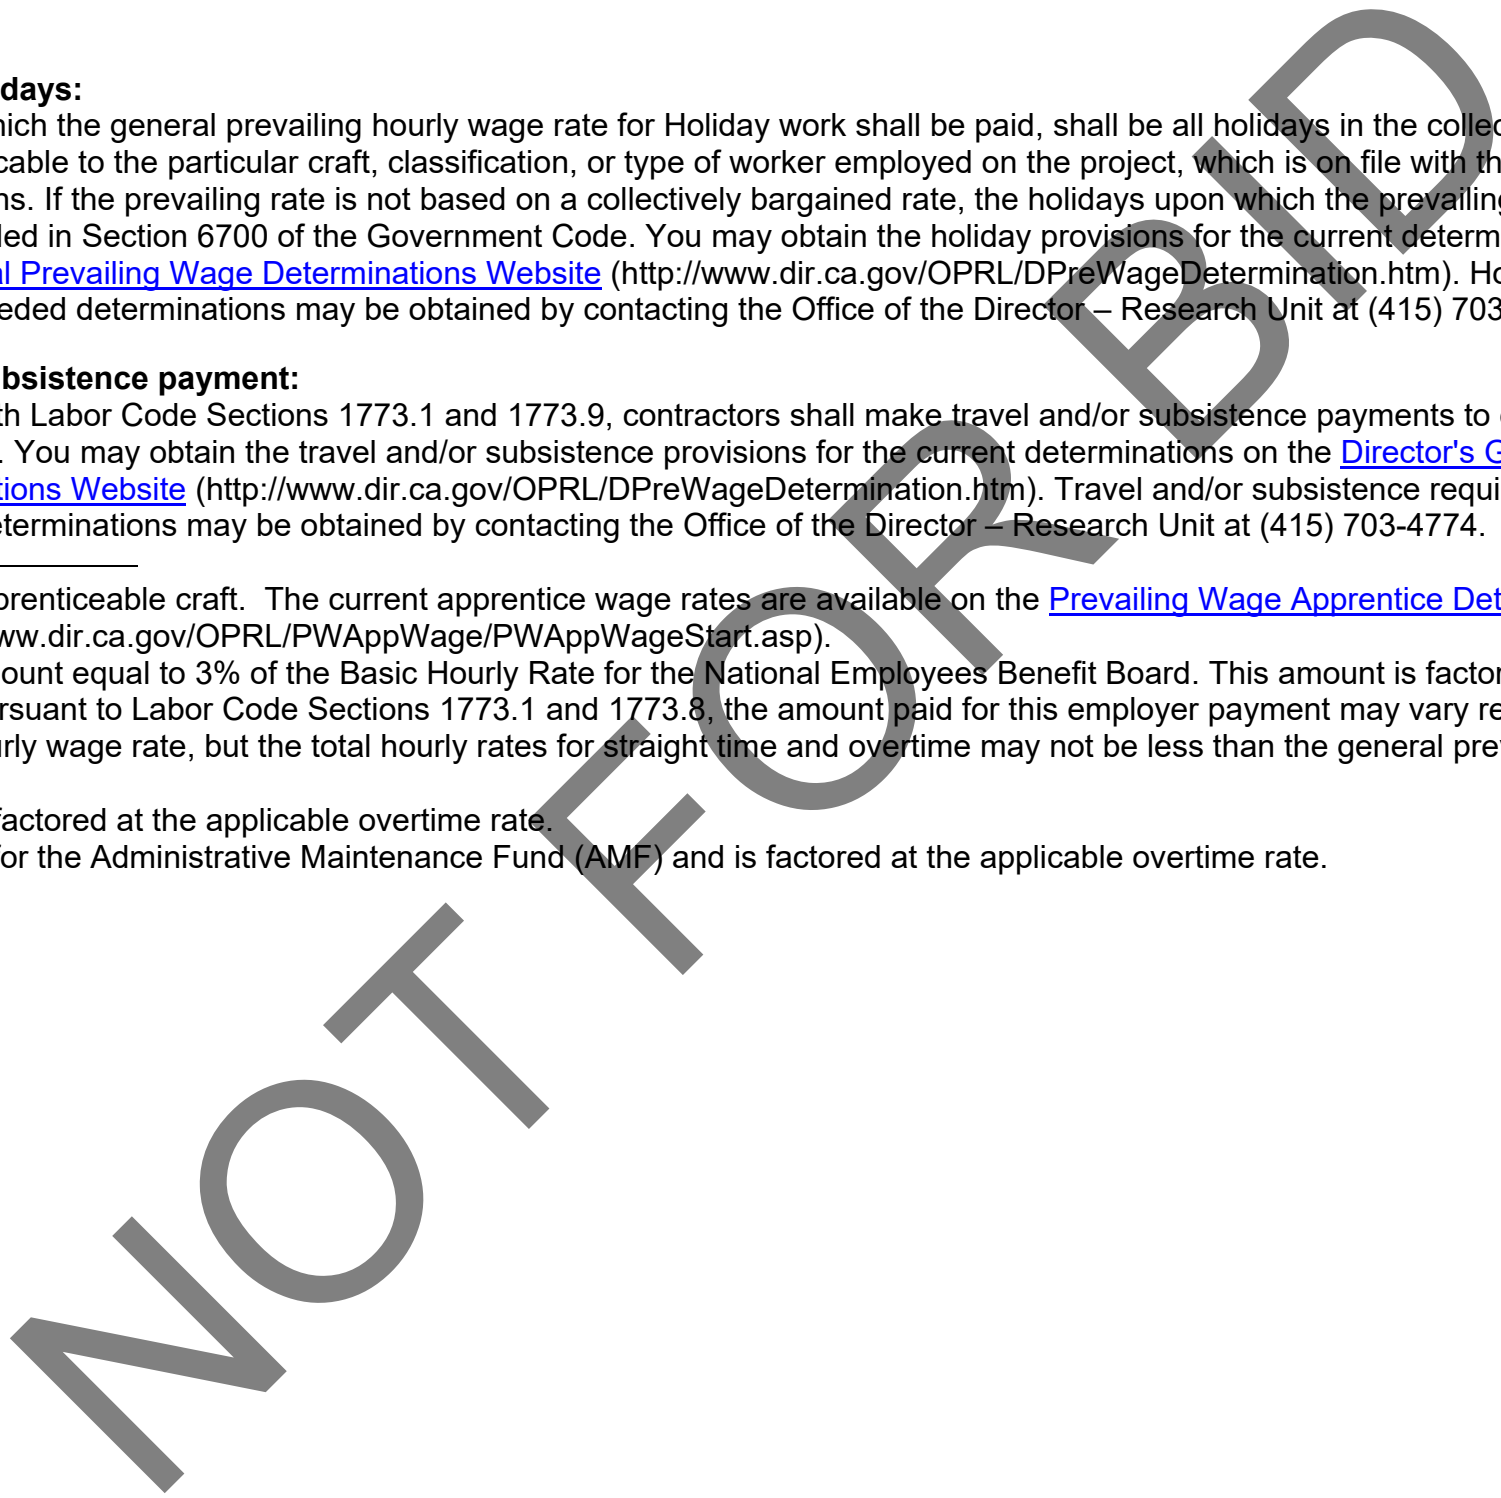 days:
hich the general prevailing hourly wage rate for Holiday work shall be paid, shall be all holidays in the collec
cable to the particular craft, classification, or type of worker employed on the project, which is on file with th
ns. If the prevailing rate is not based on a collectively bargained rate, the holidays upon which the prevailing
ded in Section 6700 of the Government Code. You may obtain the holiday provisions for the current determ
al Prevailing Wage Determinations Website (http://www.dir.ca.gov/OPRL/DPreWageDetermination.htm). Ho
eded determinations may be obtained by contacting the Office of the Director – Research Unit at (415) 703
bsistence payment:
th Labor Code Sections 1773.1 and 1773.9, contractors shall make travel and/or subsistence payments to
. You may obtain the travel and/or subsistence provisions for the current determinations on the Director's G
tions Website (http://www.dir.ca.gov/OPRL/DPreWageDetermination.htm). Travel and/or subsistence requi
eterminations may be obtained by contacting the Office of the Director – Research Unit at (415) 703-4774.
prenticeable craft.  The current apprentice wage rates are available on the Prevailing Wage Apprentice Det
ww.dir.ca.gov/OPRL/PWAppWage/PWAppWageStart.asp).
ount equal to 3% of the Basic Hourly Rate for the National Employees Benefit Board. This amount is factor
rsuant to Labor Code Sections 1773.1 and 1773.8, the amount paid for this employer payment may vary re
urly wage rate, but the total hourly rates for straight time and overtime may not be less than the general prev
factored at the applicable overtime rate.
for the Administrative Maintenance Fund (AMF) and is factored at the applicable overtime rate.
NOT FOR BID